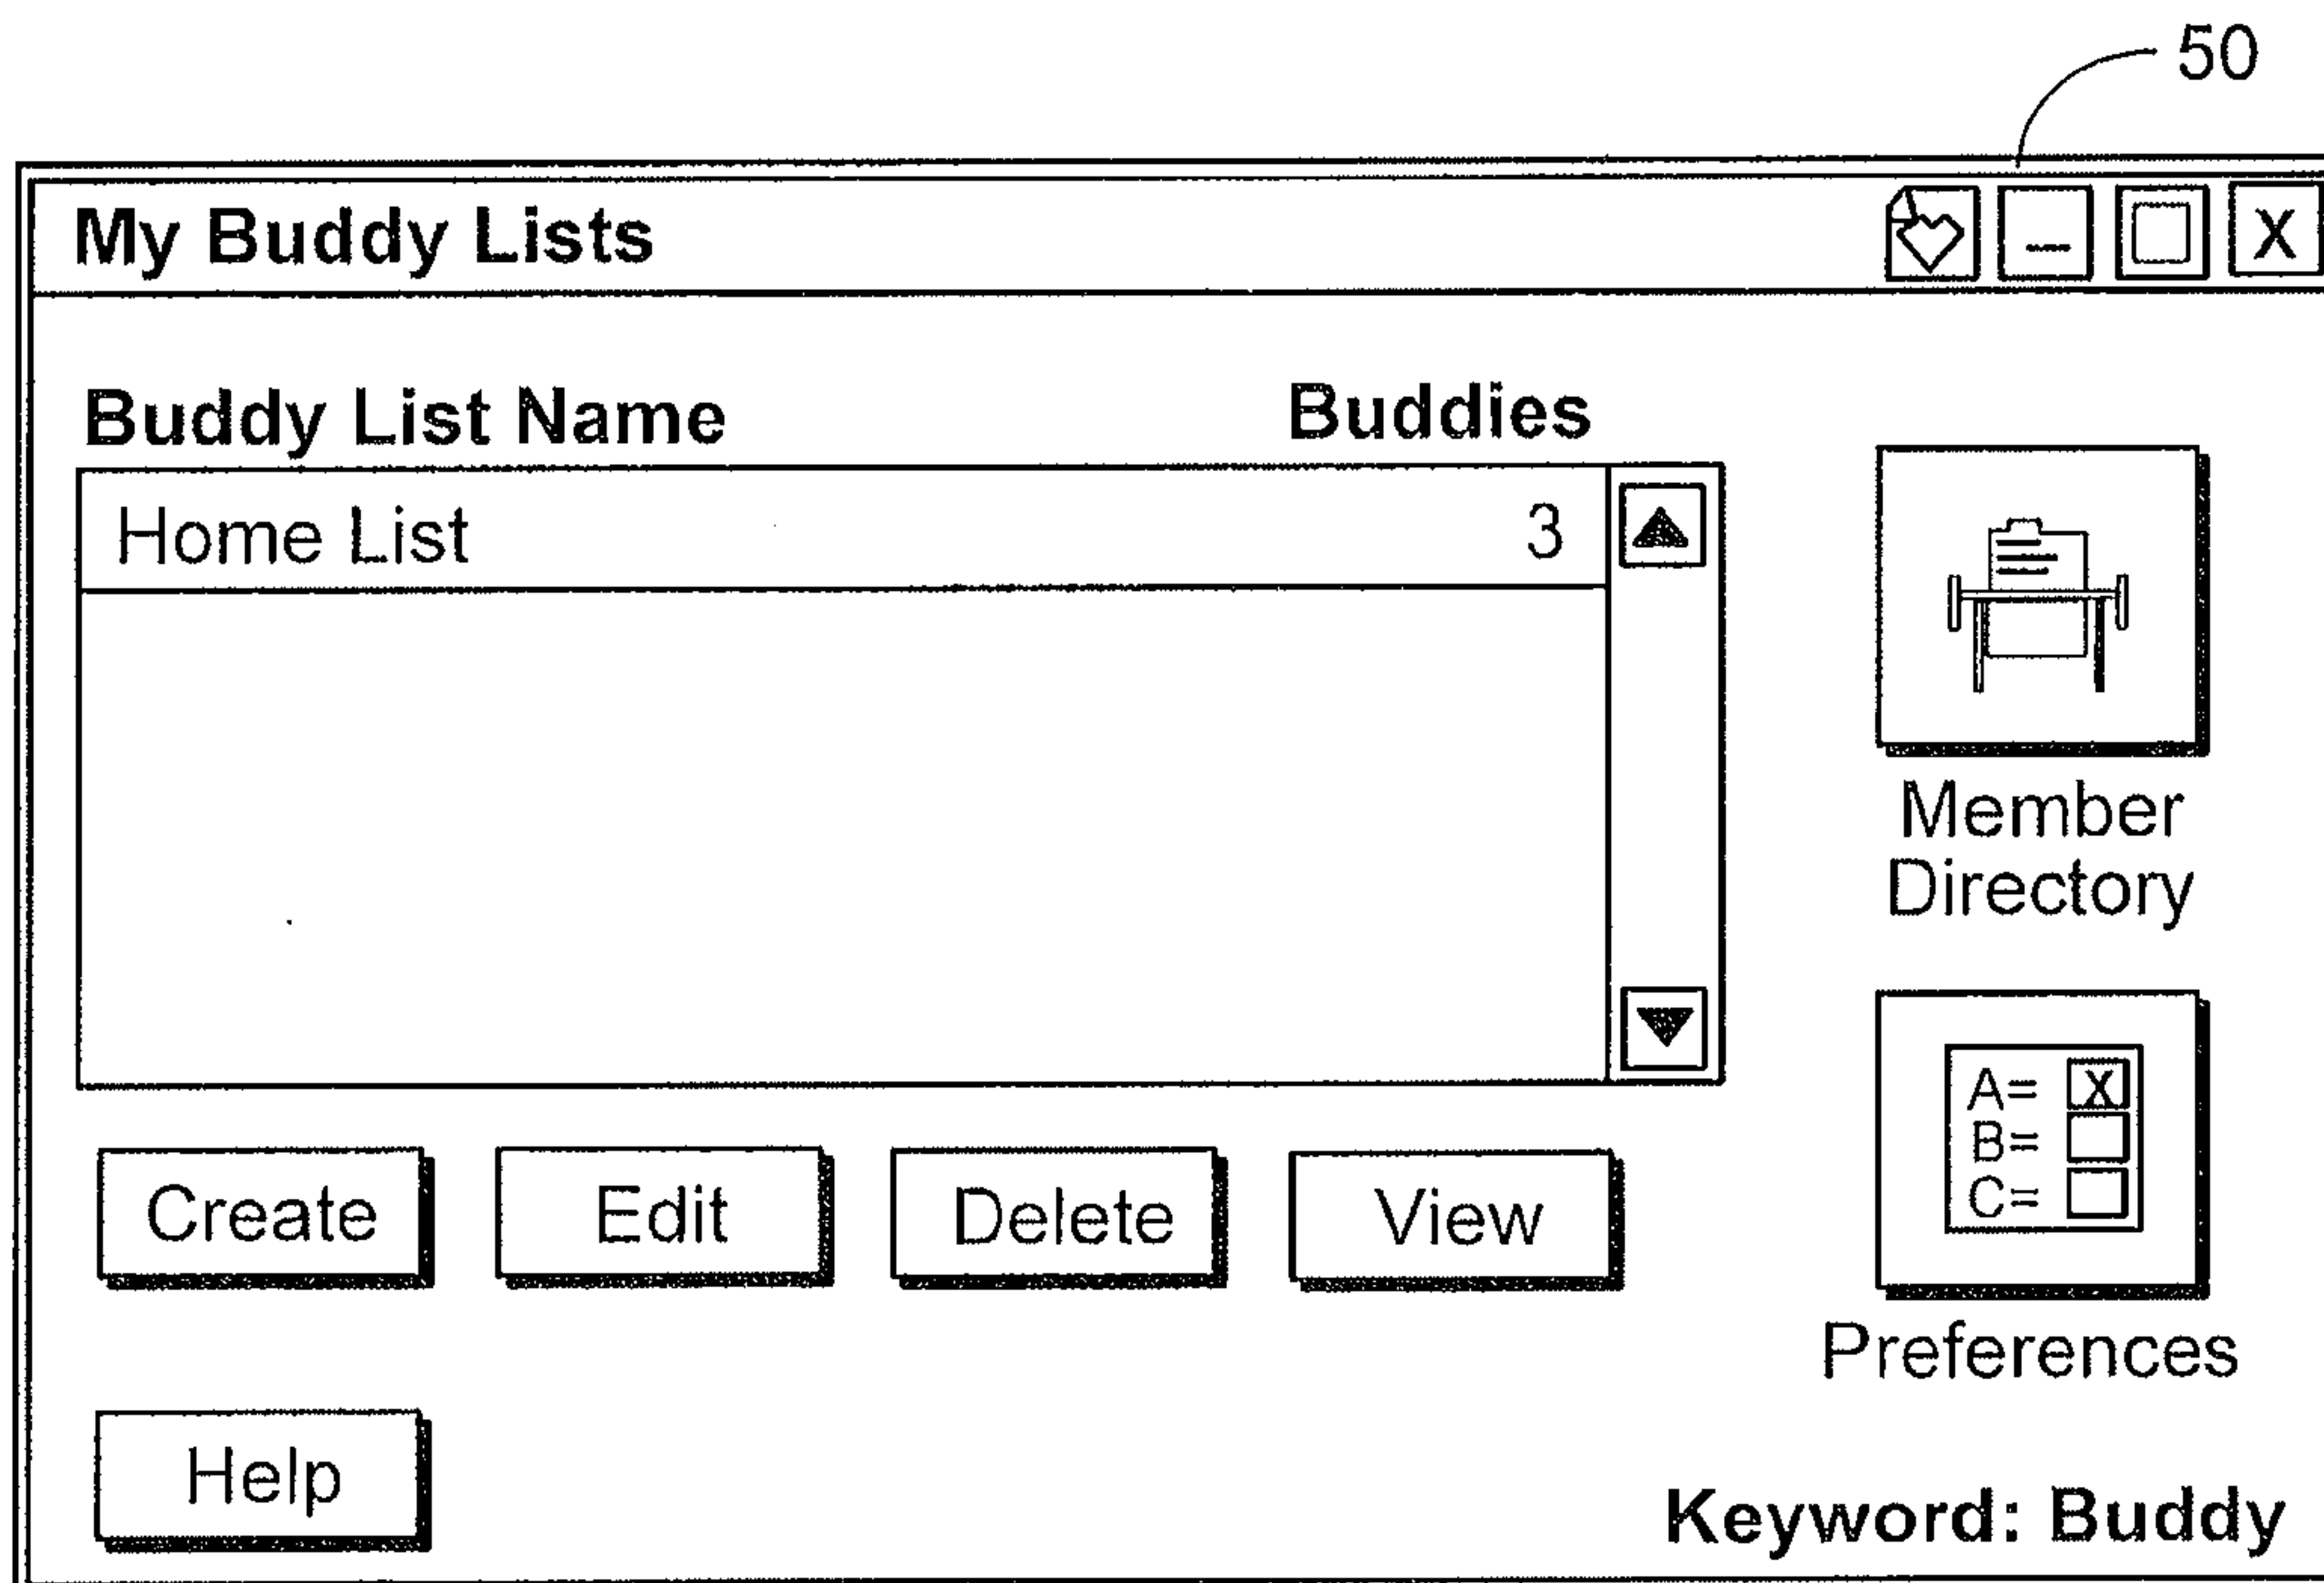 50
My Buddy Lists
X
Buddy List Name Buddies
Home List 3
Member
Directory
A= X
B=
C=
Create Edit Delete View
Preferences
Help
Keyword: Buddy